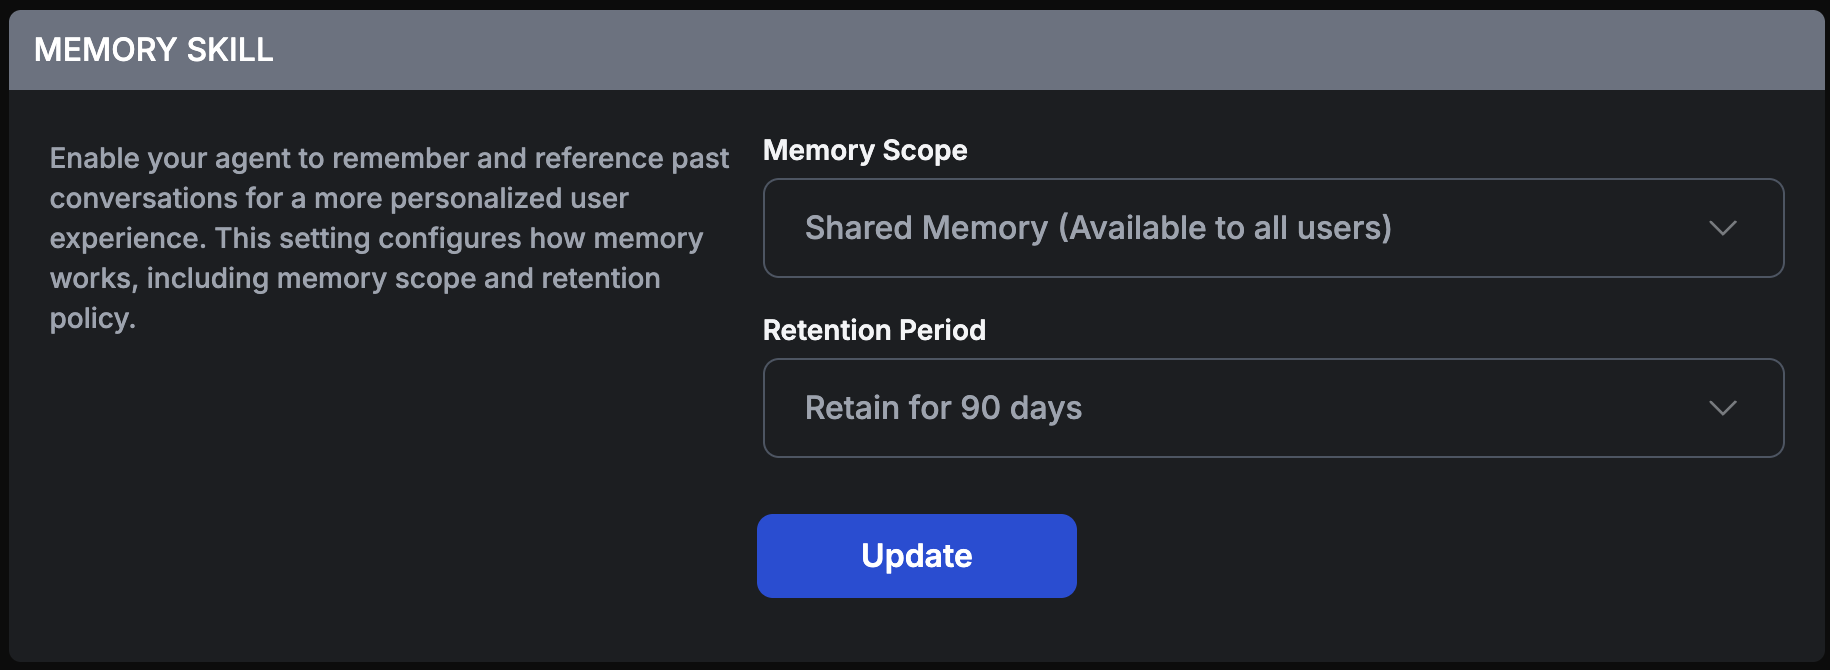 MEMORY SKILL
Enable your agent to remember and reference past
conversations for a more personalized user
experience. This setting configures how memory
works, including memory scope and retention
policy.
Memory Scope
Shared Memory (Available to all users)
Retention Period
Retain for 90 days
Update